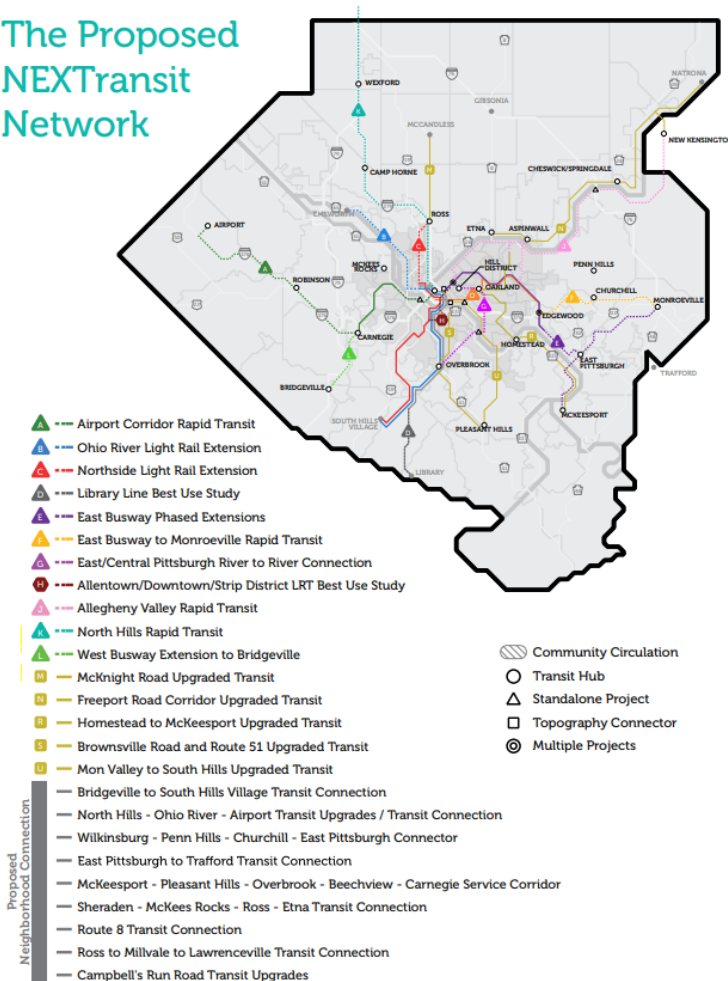 The Proposed
NEXTransit
Network
NATRONA
WEXFORD
GIBSONIA
MCCANDLESS
NEW KENSINGTO
CAMP HORNE
CHESWICK/SPRINGDALE
EMSWORTH
ROSS
AIRPORT
ETNA
ASPINWALL
MCKEES
ROCKS
HILL
DISTRICT
PENN HILLS
ROBINSON
OAKLAND
CHURCHILL
MONROEVILLE
EDGEWOOD
CARNEGIE
HOMESTEAD
EAST
PITTSBURGH
OVERBROOK
TRAFFORD
BRIDGEVILLE
MCKEESPORT
SOUTH HILLS
VILLAGE
PLEASANT HILLS
LIBRARY
A Airport Corridor Rapid Transit
B Ohio River Light Rail Extension
C Northside Light Rail Extension
D Library Line Best Use Study
E East Busway Phased Extensions
F East Busway to Monroeville Rapid Transit
G East/Central Pittsburgh River to River Connection
H Allentown/Downtown/Strip District LRT Best Use Study
J Allegheny Valley Rapid Transit
K North Hills Rapid Transit
L West Busway Extension to Bridgeville
M McKnight Road Upgraded Transit
N Freeport Road Corridor Upgraded Transit
R Homestead to McKeesport Upgraded Transit
S Brownsville Road and Route 51 Upgraded Transit
U Mon Valley to South Hills Upgraded Transit
Proposed
Neighborhood Connection
Bridgeville to South Hills Village Transit Connection
North Hills - Ohio River - Airport Transit Upgrades / Transit Connection
Wilkinsburg - Penn Hills - Churchill - East Pittsburgh Connector
East Pittsburgh to Trafford Transit Connection
McKeesport - Pleasant Hills - Overbrook - Beechview - Carnegie Service Corridor
Sheraden - McKees Rocks - Ross - Etna Transit Connection
Route 8 Transit Connection
Ross to Millvale to Lawrenceville Transit Connection
Campbell's Run Road Transit Upgrades
Community Circulation
Transit Hub
Standalone Project
Topography Connector
Multiple Projects